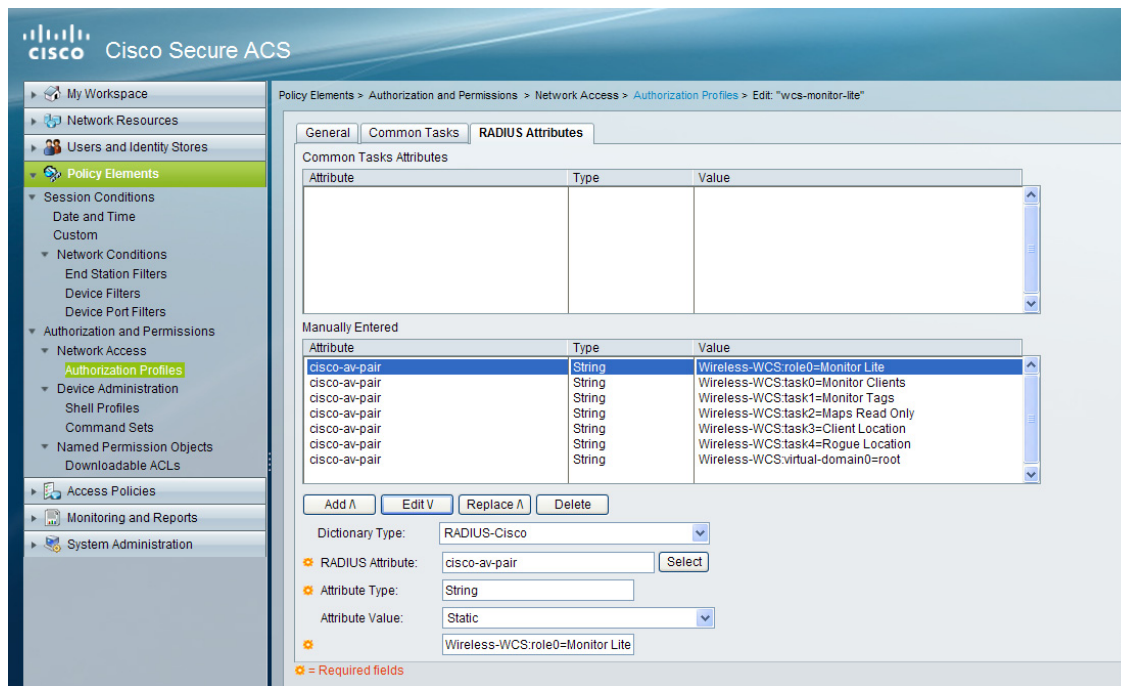 cisco Cisco Secure ACS
My Workspace
Network Resources
Users and Identity Stores
Policy Elements
Session Conditions
Date and Time
Custom
Network Conditions
End Station Filters
Device Filters
Device Port Filters
Authorization and Permissions
Network Access
Authorization Profiles
Device Administration
Shell Profiles
Command Sets
Named Permission Objects
Downloadable ACLs
Access Policies
Monitoring and Reports
System Administration
Policy Elements > Authorization and Permissions > Network Access > Authorization Profiles > Edit: "wcs-monitor-lite"
General Common Tasks RADIUS Attributes
Common Tasks Attributes
Attribute Type Value
Manually Entered
Attribute Type Value
cisco-av-pair String Wireless-WCS:role0=Monitor Lite
cisco-av-pair String Wireless-WCS:task0=Monitor Clients
cisco-av-pair String Wireless-WCS:task1=Monitor Tags
cisco-av-pair String Wireless-WCS:task2=Maps Read Only
cisco-av-pair String Wireless-WCS:task3=Client Location
cisco-av-pair String Wireless-WCS:task4=Rogue Location
cisco-av-pair String Wireless-WCS:virtual-domain0=root
Add /\ Edit \/ Replace /\ Delete
Dictionary Type: RADIUS-Cisco
RADIUS Attribute: cisco-av-pair Select
Attribute Type: String
Attribute Value: Static
Wireless-WCS:role0=Monitor Lite
= Required fields